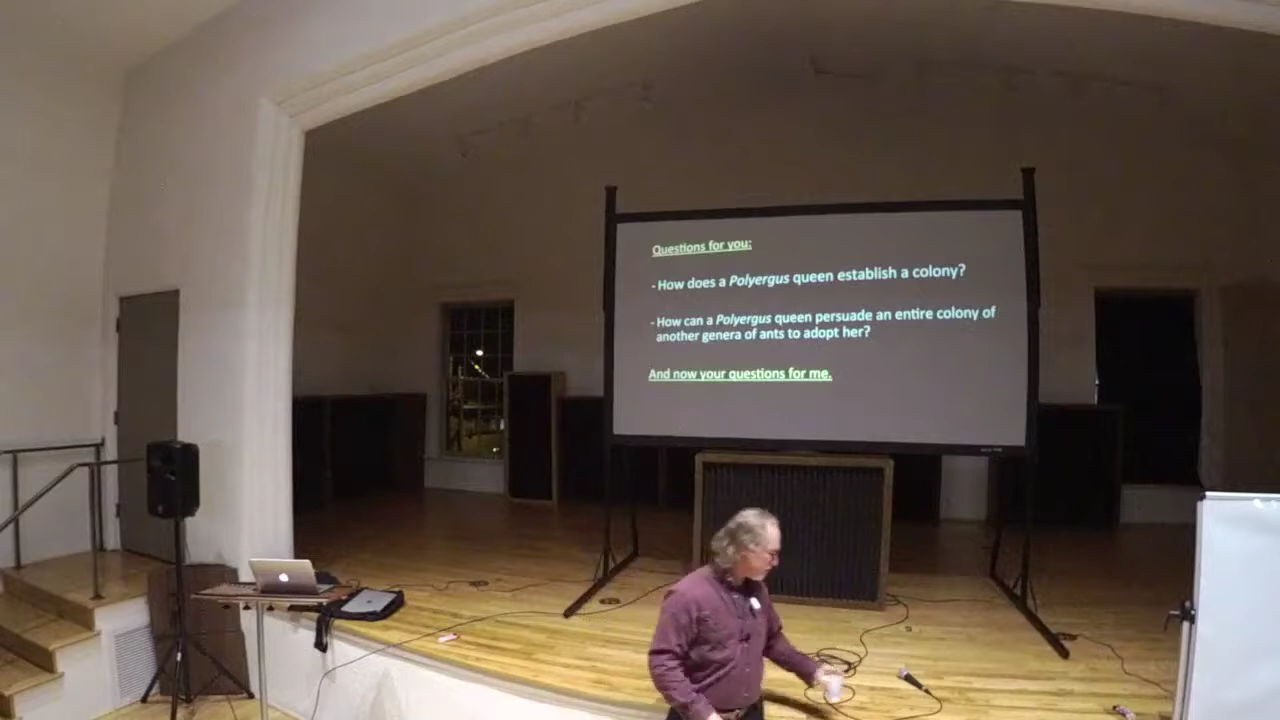 Questions for you:
- How does a Polyergus queen establish a colony?
- How can a Polyergus queen persuade an entire colony of
another genera of ants to adopt her?
And now your questions for me.